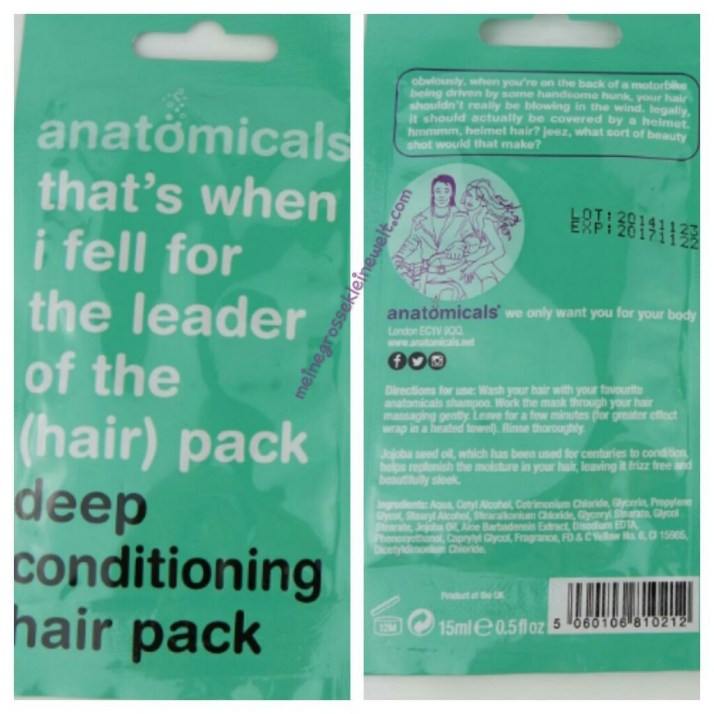 anatomicals
that's when
i fell for
the leader
of the
(hair) pack
deep
conditioning
hair pack
meinegrossekleinewelt.com
obviously, when you're on the back of a motorbike
being driven by some handsome hunk, your hair
shouldn't really be blowing in the wind. legally,
it should actually be covered by a helmet.
hmmmm, helmet hair? jeez, what sort of beauty
shot would that make?
LOT: 20141123
EXP: 20171122
anatomicals® we only want you for your body
London EC1V 9QQ.
www.anatomicals.net
Directions for use: Wash your hair with your favourite
anatomicals shampoo. Work the mask through your hair
massaging gently. Leave for a few minutes (for greater effect
wrap in a heated towel). Rinse thoroughly.
Jojoba seed oil, which has been used for centuries to condition,
helps replenish the moisture in your hair, leaving it frizz free and
beautifully sleek.
Ingredients: Aqua, Cetyl Alcohol, Cetrimonium Chloride, Glycerin, Propylene
Glycol, Stearyl Alcohol, Stearalkonium Chloride, Glyceryl Stearate, Glycol
Stearate, Jojoba Oil, Aloe Barbadensis Extract, Disodium EDTA,
Phenoxyethanol, Caprylyl Glycol, Fragrance, FD & C Yellow No. 6, CI 15985,
Dicetyldimonium Chloride.
Product of the UK
12M 15ml e 0.5floz
5 060106 810212